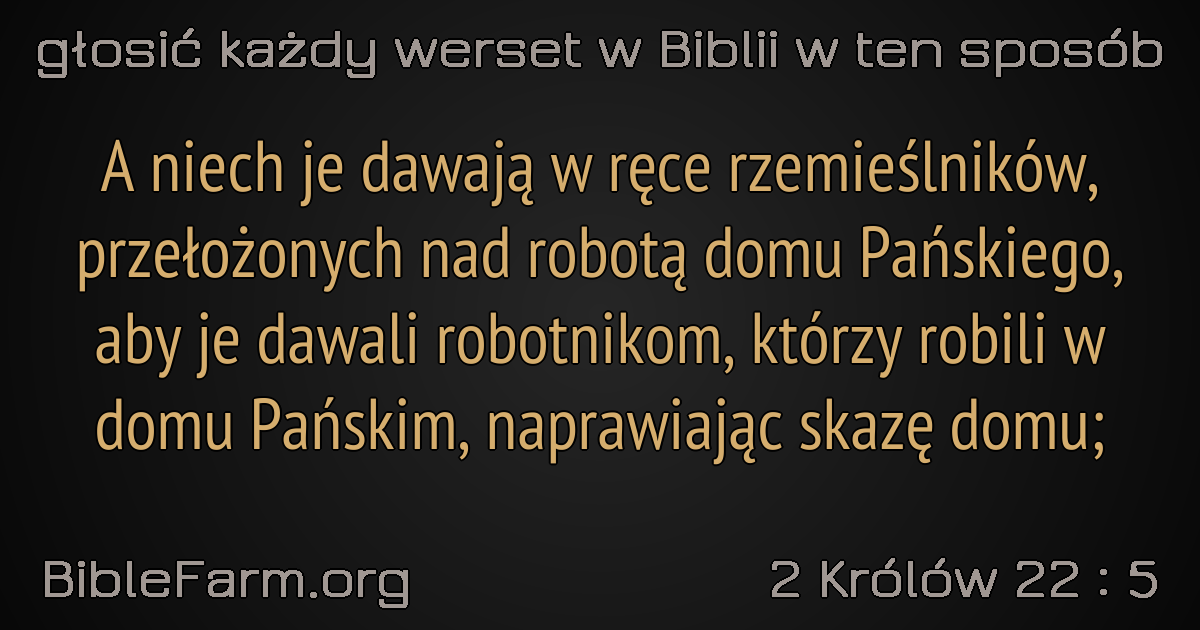 głosić każdy werset w Biblii w ten sposób
A niech je dawają w ręce rzemieślników,
przełożonych nad robotą domu Pańskiego,
aby je dawali robotnikom, którzy robili w
domu Pańskim, naprawiając skazę domu;
BibleFarm.org
2 Królów 22 : 5